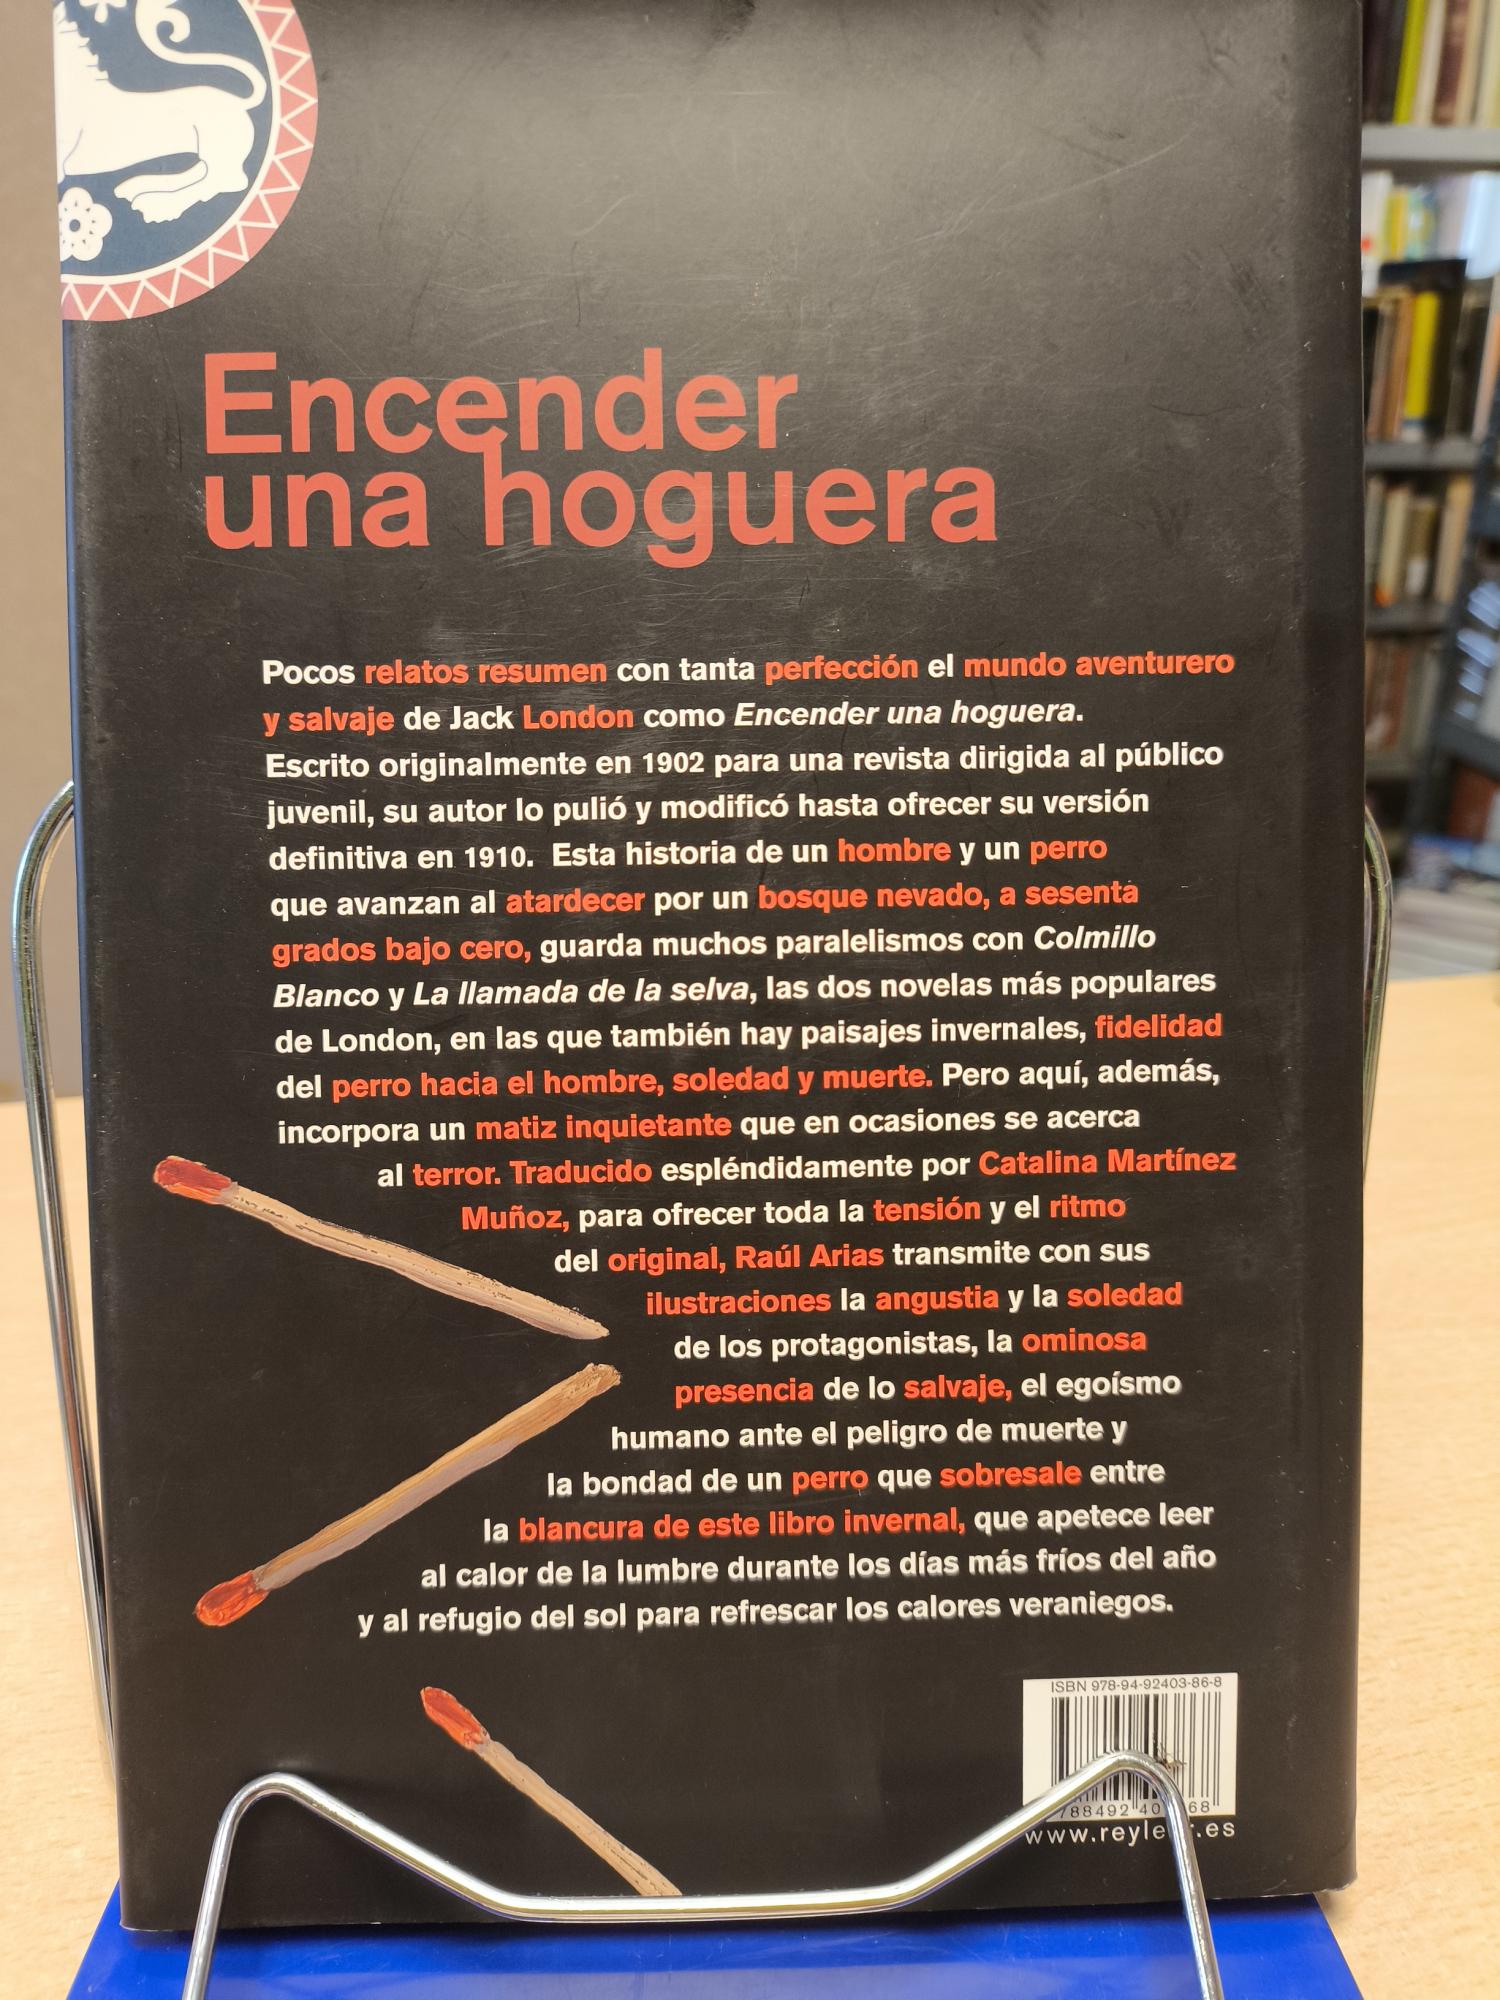 Encender
una hoguera
Pocos relatos resumen con tanta perfección el mundo aventurero
y salvaje de Jack London como Encender una hoguera.
Escrito originalmente en 1902 para una revista dirigida al público
juvenil, su autor lo pulió y modificó hasta ofrecer su versión
definitiva en 1910. Esta historia de un hombre y un perro
que avanzan al atardecer por un bosque nevado, a sesenta
grados bajo cero, guarda muchos paralelismos con Colmillo
Blanco y La llamada de la selva, las dos novelas más populares
de London, en las que también hay paisajes invernales, fidelidad
del perro hacia el hombre, soledad y muerte. Pero aquí, además,
incorpora un matiz inquietante que en ocasiones se acerca
al terror. Traducido espléndidamente por Catalina Martínez
Muñoz, para ofrecer toda la tensión y el ritmo
del original, Raúl Arias transmite con sus
ilustraciones la angustia y la soledad
de los protagonistas, la ominosa
presencia de lo salvaje, el egoísmo
humano ante el peligro de muerte y
la bondad de un perro que sobresale entre
la blancura de este libro invernal, que apetece leer
al calor de la lumbre durante los días más fríos del año
y al refugio del sol para refrescar los calores veraniegos.
ISBN 978-94-92403-86-8